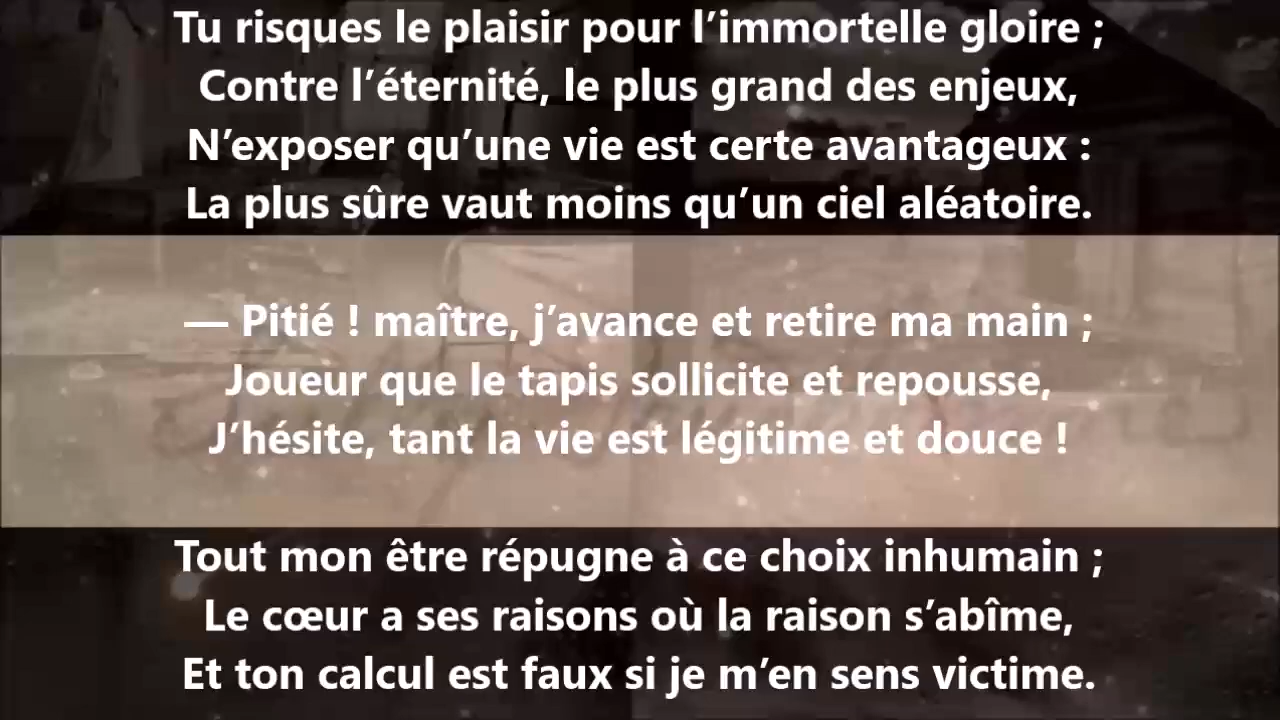 Tu risques le plaisir pour l’immortelle gloire ;
Contre l’éternité, le plus grand des enjeux,
N’exposer qu’une vie est certe avantageux :
La plus sûre vaut moins qu’un ciel aléatoire.
— Pitié ! maître, j’avance et retire ma main ;
Joueur que le tapis sollicite et repousse,
J’hésite, tant la vie est légitime et douce !
Tout mon être répugne à ce choix inhumain ;
Le cœur a ses raisons où la raison s’abîme,
Et ton calcul est faux si je m’en sens victime.